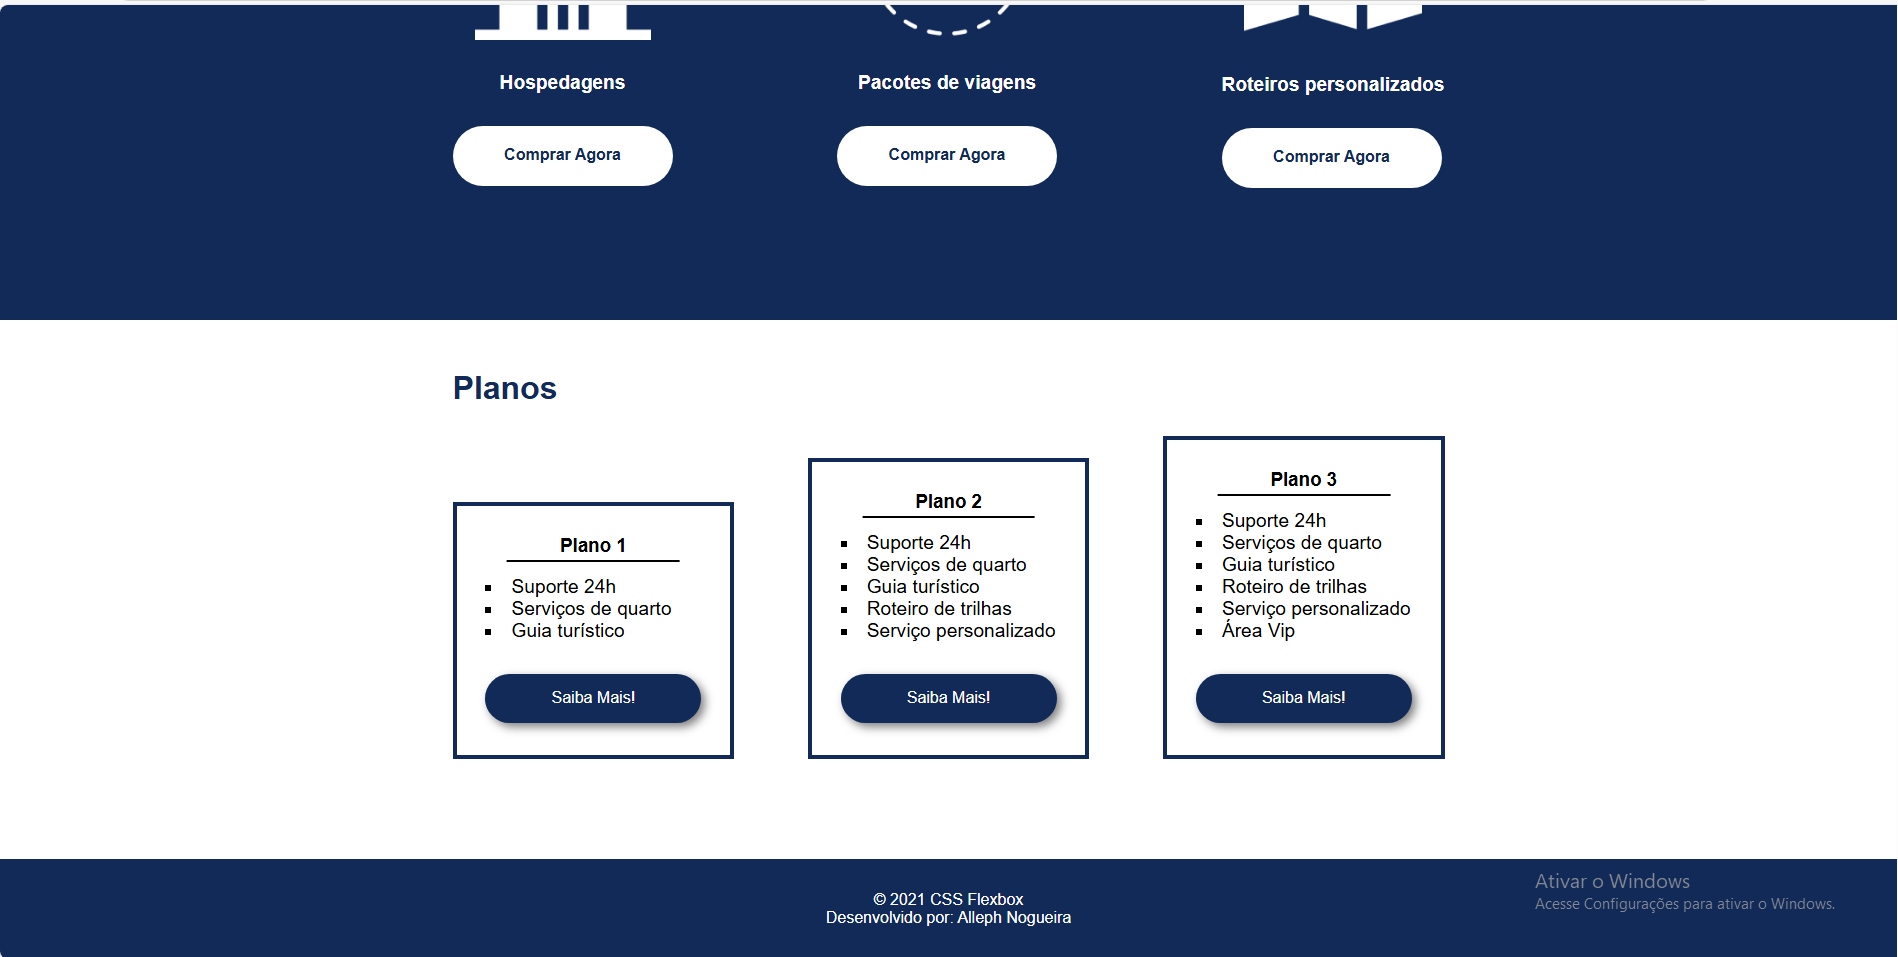 Hospedagens
Pacotes de viagens
Roteiros personalizados
Comprar Agora
Comprar Agora
Comprar Agora
Planos
Plano 1
Suporte 24h
Serviços de quarto
Guia turístico
Saiba Mais!
Plano 2
Suporte 24h
Serviços de quarto
Guia turístico
Roteiro de trilhas
Serviço personalizado
Saiba Mais!
Plano 3
Suporte 24h
Serviços de quarto
Guia turístico
Roteiro de trilhas
Serviço personalizado
Área Vip
Saiba Mais!
© 2021 CSS Flexbox
Desenvolvido por: Alleph Nogueira
Ativar o Windows
Acesse Configurações para ativar o Windows.